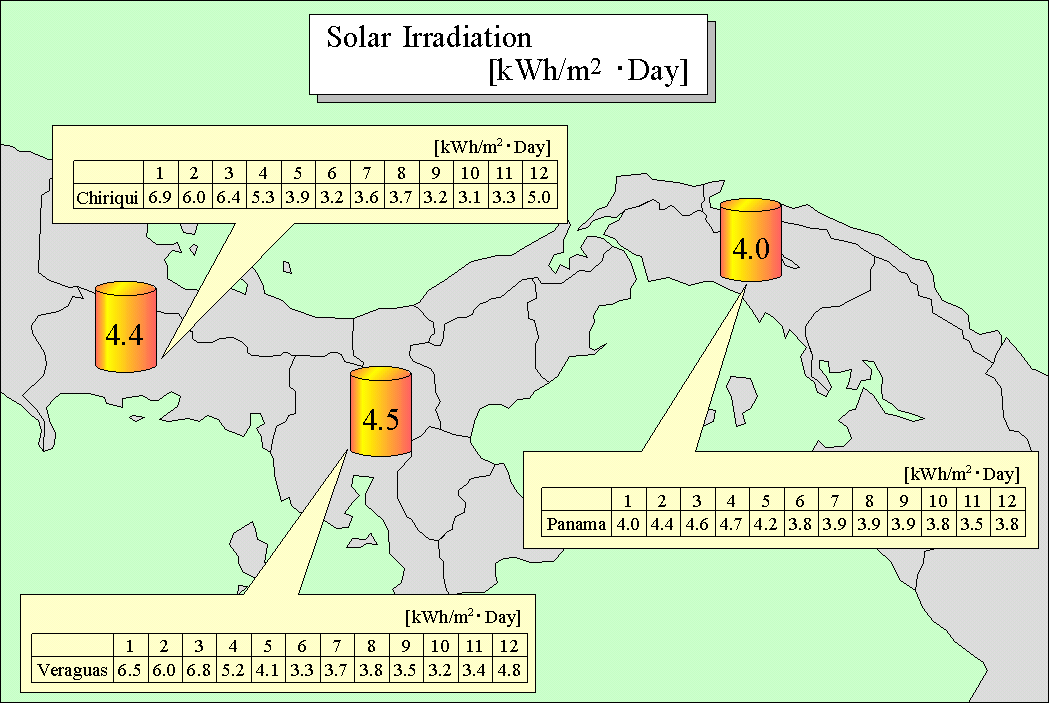 Solar Irradiation
[kWh/m2 ・Day]
[kWh/m2・Day]
1 2 3 4 5 6 7 8 9 10 11 12
Chiriqui 6.9 6.0 6.4 5.3 3.9 3.2 3.6 3.7 3.2 3.1 3.3 5.0
4.0
4.4
4.5
[kWh/m2・Day]
1 2 3 4 5 6 7 8 9 10 11 12
Panama 4.0 4.4 4.6 4.7 4.2 3.8 3.9 3.9 3.9 3.8 3.5 3.8
[kWh/m2・Day]
1 2 3 4 5 6 7 8 9 10 11 12
Veraguas 6.5 6.0 6.8 5.2 4.1 3.3 3.7 3.8 3.5 3.2 3.4 4.8